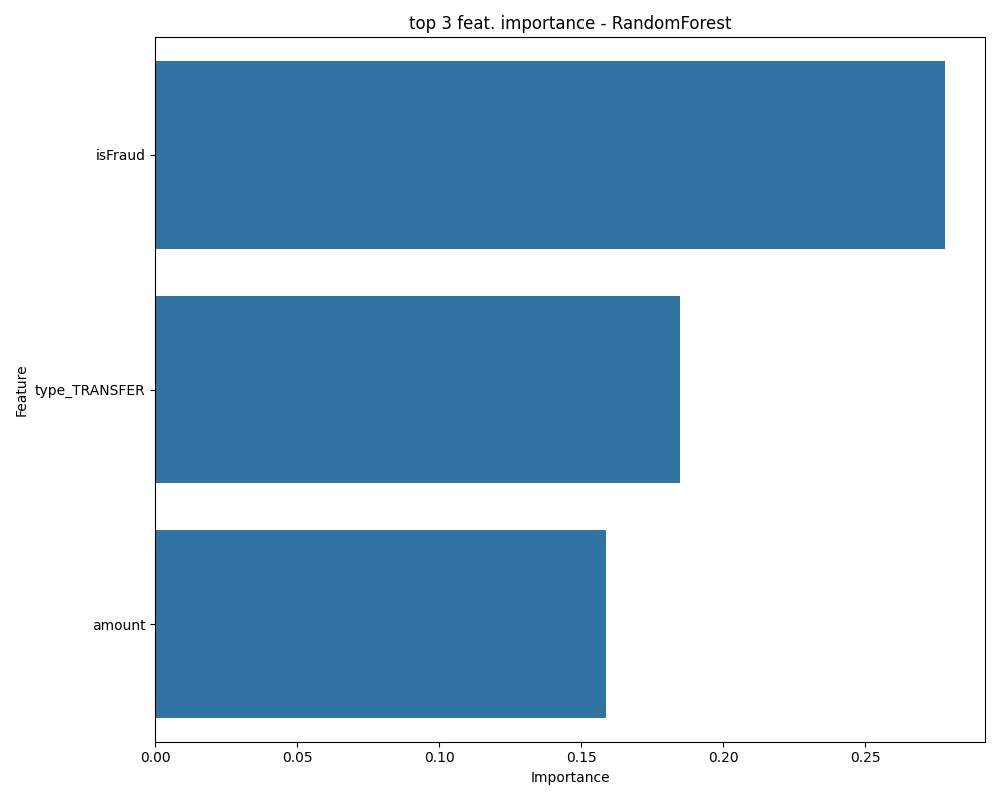 top 3 feat. importance - RandomForest
isFraud
type_TRANSFER
amount
Feature
0.00 0.05 0.10 0.15 0.20 0.25
Importance